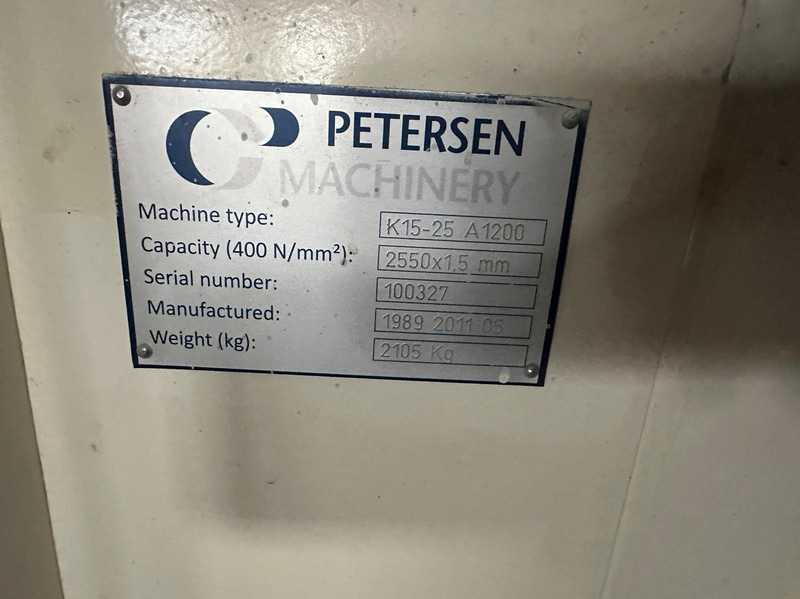 PETERSEN
MACHINERY
Machine type: K15-25 A1200
Capacity (400 N/mm²): 2550x1,5 mm
Serial number: 100327
Manufactured: 1989 2011 05
Weight (kg): 2105 Kg